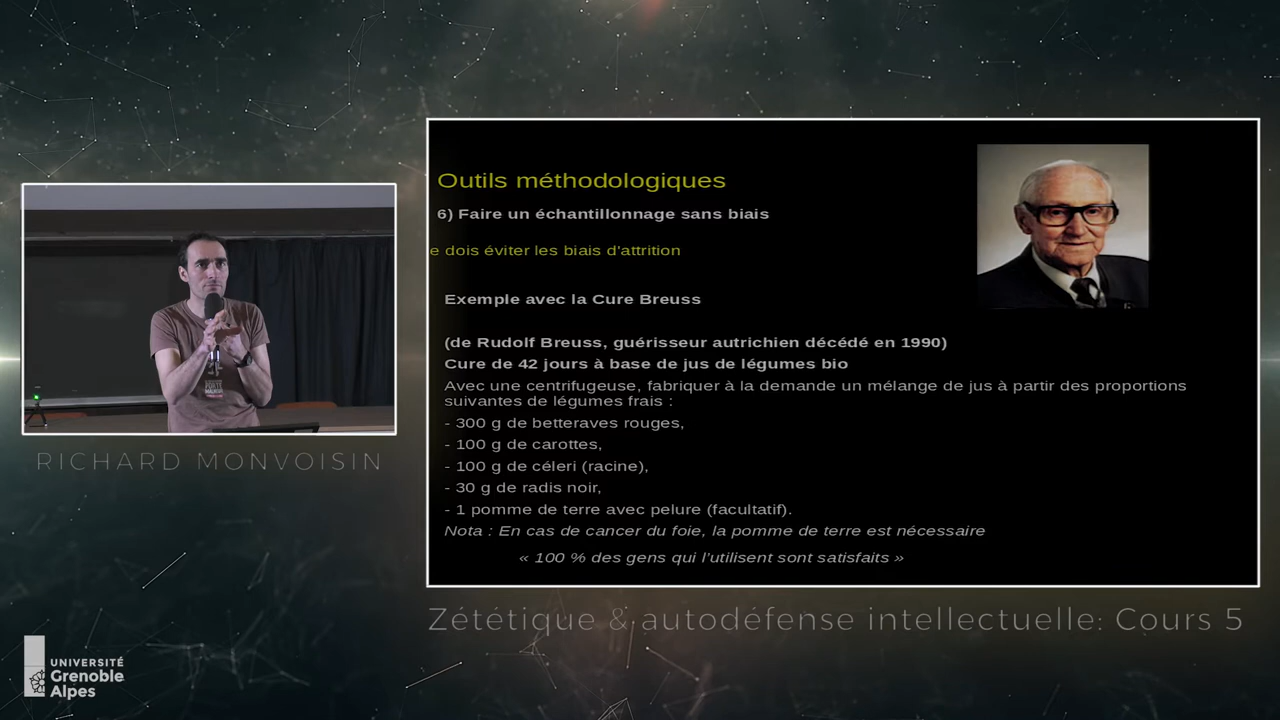 Outils méthodologiques
6) Faire un échantillonnage sans biais
e dois éviter les biais d'attrition
Exemple avec la Cure Breuss
(de Rudolf Breuss, guérisseur autrichien décédé en 1990)
Cure de 42 jours à base de jus de légumes bio
Avec une centrifugeuse, fabriquer à la demande un mélange de jus à partir des proportions
suivantes de légumes frais :
- 300 g de betteraves rouges,
- 100 g de carottes,
- 100 g de céleri (racine),
- 30 g de radis noir,
- 1 pomme de terre avec pelure (facultatif).
Nota : En cas de cancer du foie, la pomme de terre est nécessaire
« 100 % des gens qui l'utilisent sont satisfaits »
RICHARD MONVOISIN
Zététique & autodéfense intellectuelle: Cours 5
UNIVERSITÉ
Grenoble
Alpes